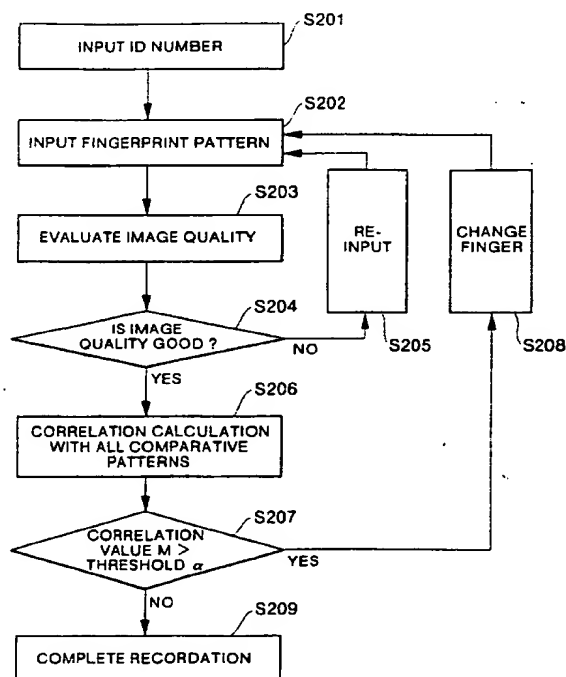 S201
INPUT ID NUMBER
S202
INPUT FINGERPRINT PATTERN
S203
EVALUATE IMAGE QUALITY
RE-
INPUT
CHANGE
FINGER
S204
IS IMAGE
QUALITY GOOD ?
NO
S205
S208
YES
S206
CORRELATION CALCULATION
WITH ALL COMPARATIVE
PATTERNS
S207
CORRELATION
VALUE M >
THRESHOLD α
YES
NO
S209
COMPLETE RECORDATION